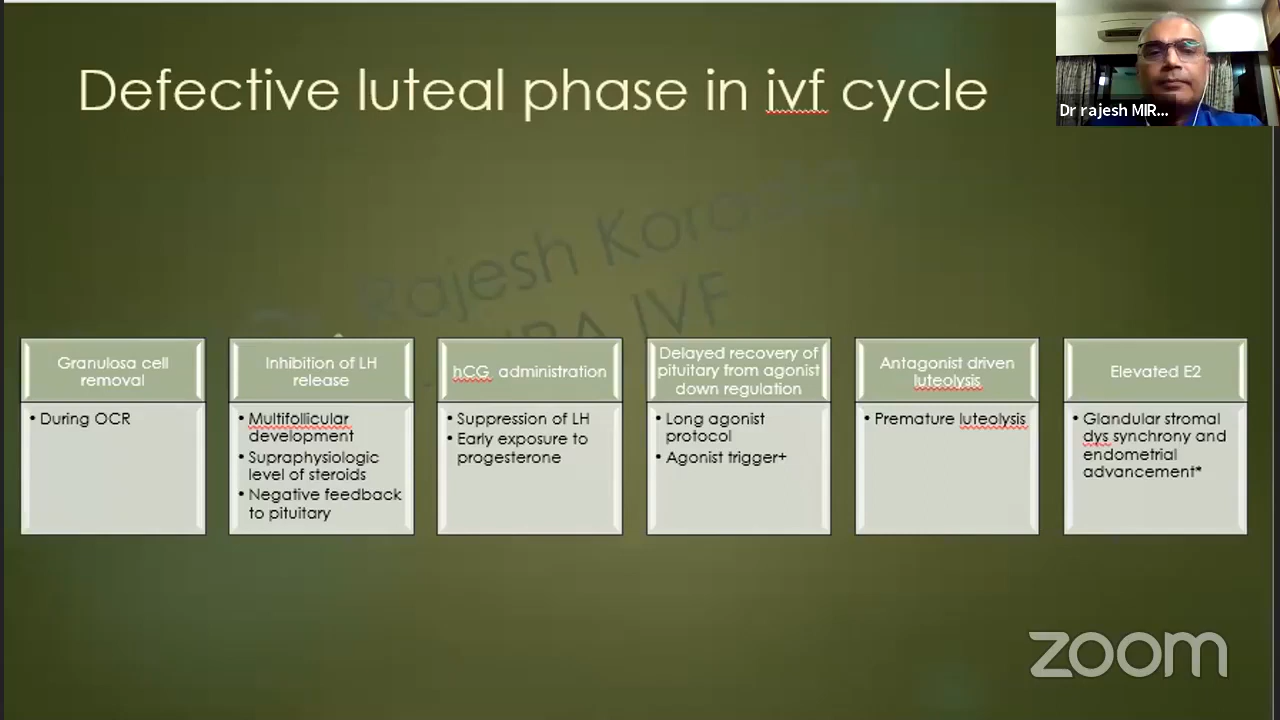 Defective luteal phase in ivf cycle
Dr rajesh MIR...
Rajesh Koradia
IVF
Granulosa cell
removal
• During OCR
Inhibition of LH
release
• Multifollicular
development
• Supraphysiologic
level of steroids
• Negative feedback
to pituitary
hCG administration
• Suppression of LH
• Early exposure to
progesterone
Delayed recovery of
pituitary from agonist
down regulation
• Long agonist
protocol
• Agonist trigger+
Antagonist driven
luteolysis
• Premature luteolysis
Elevated E2
• Glandular stromal
dys synchrony and
endometrial
advancement*
zoom